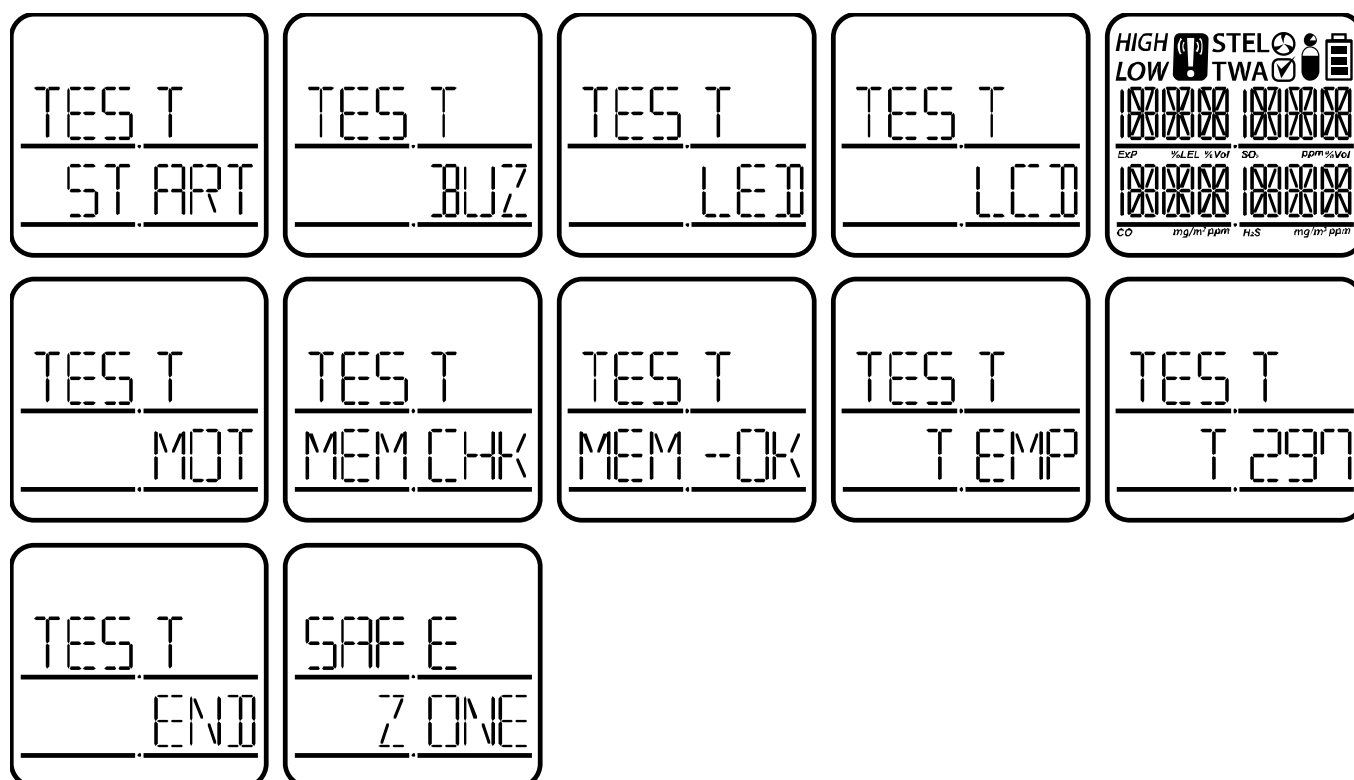 TEST
START
TEST
BUZ
TEST
LED
TEST
LCD
HIGH STEL
LOW TWA
ExP %LEL %Vol SO₂ ppm%Vol
CO mg/m³ ppm H₂S mg/m³ ppm
TEST
MOT
TEST
MEM CHK
TEST
MEM --OK
TEST
TEMP
TEST
T 297
TEST
END
SAFE
ZONE